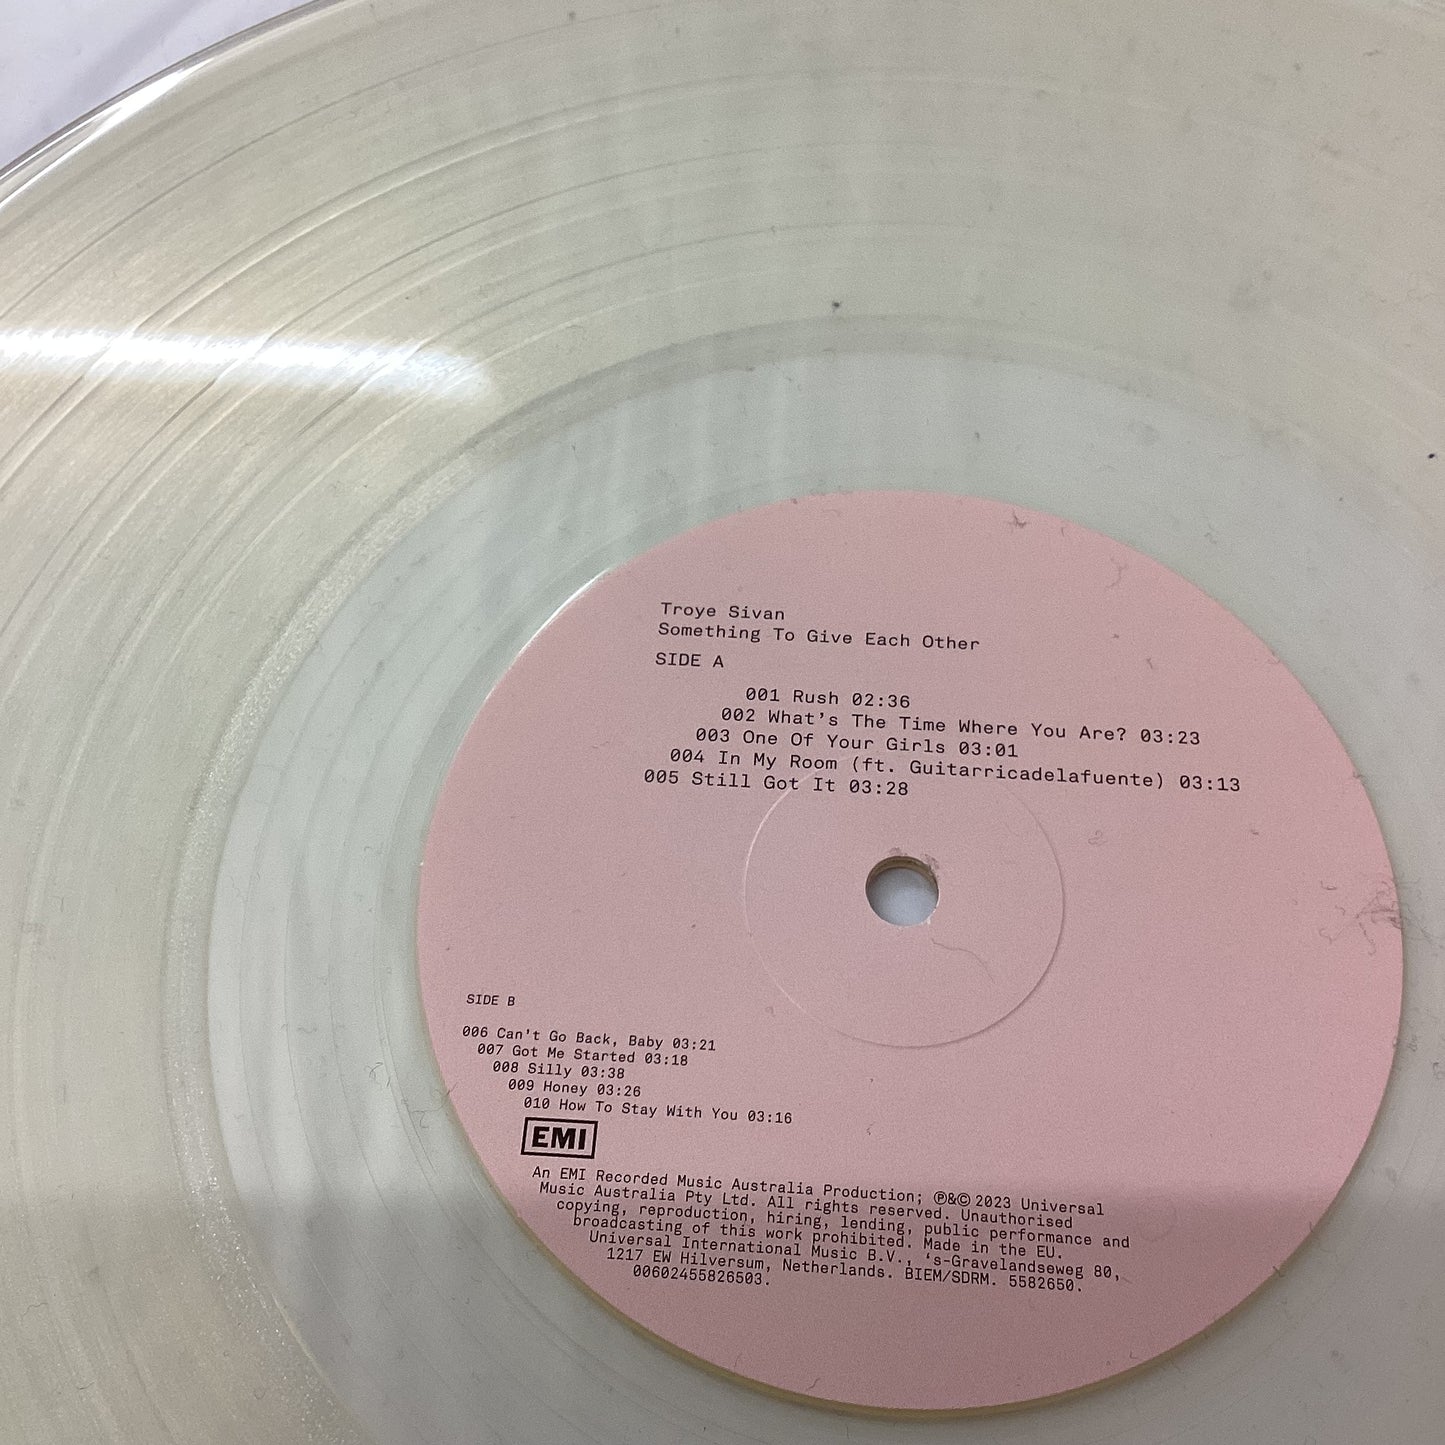 Troye Sivan
Something To Give Each Other
SIDE A
001 Rush 02:36
002 What's The Time Where You Are? 03:23
003 One Of Your Girls 03:01
004 In My Room (ft. Guitarricadelafuente) 03:13
005 Still Got It 03:28
SIDE B
006 Can't Go Back, Baby 03:21
007 Got Me Started 03:18
008 Silly 03:38
009 Honey 03:26
010 How To Stay With You 03:16
EMI
An EMI Recorded Music Australia Production; ℗&© 2023 Universal
Music Australia Pty Ltd. All rights reserved. Unauthorised
copying, reproduction, hiring, lending, public performance and
broadcasting of this work prohibited. Made in the EU.
Universal International Music B.V., 's-Gravelandseweg 80,
1217 EW Hilversum, Netherlands. BIEM/SDRM. 5582650.
00602455826503.